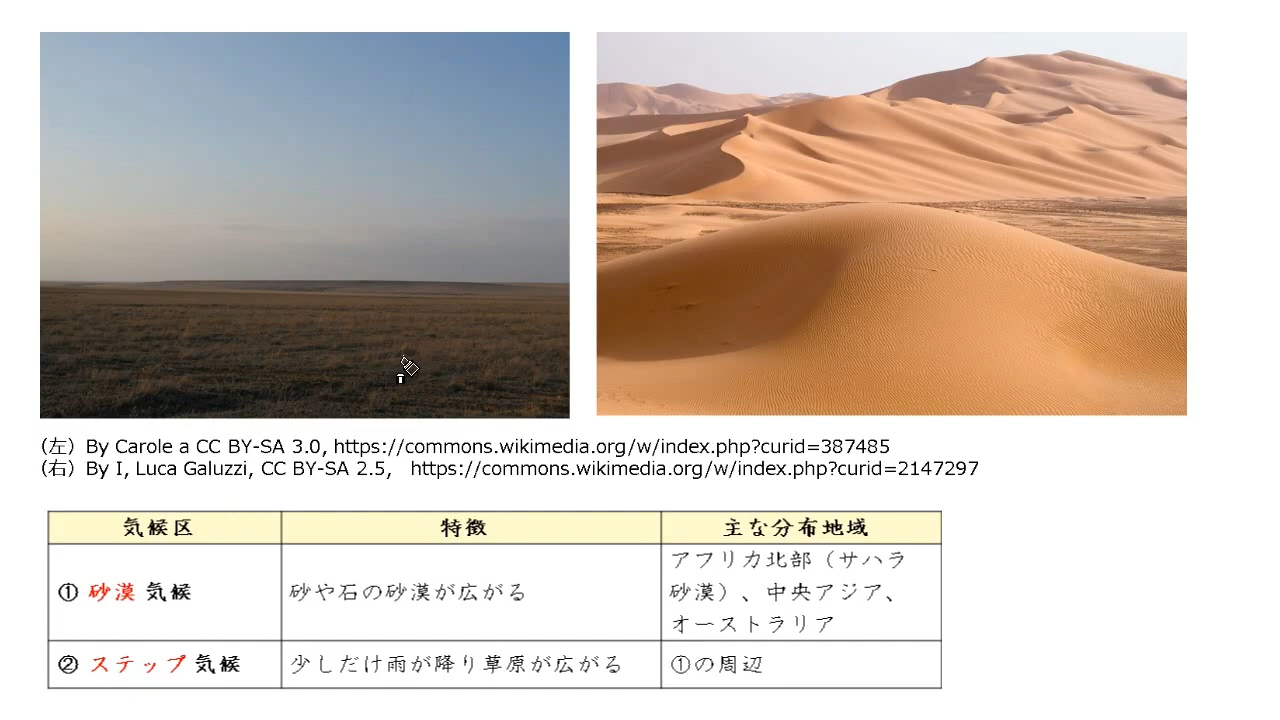 （左）By Carole a CC BY-SA 3.0, https://commons.wikimedia.org/w/index.php?curid=387485
（右）By I, Luca Galuzzi, CC BY-SA 2.5, https://commons.wikimedia.org/w/index.php?curid=2147297
気候区 特徴 主な分布地域
① 砂漠 気候 砂や石の砂漠が広がる アフリカ北部（サハラ
砂漠）、中央アジア、
オーストラリア
② ステップ 気候 少しだけ雨が降り草原が広がる ①の周辺